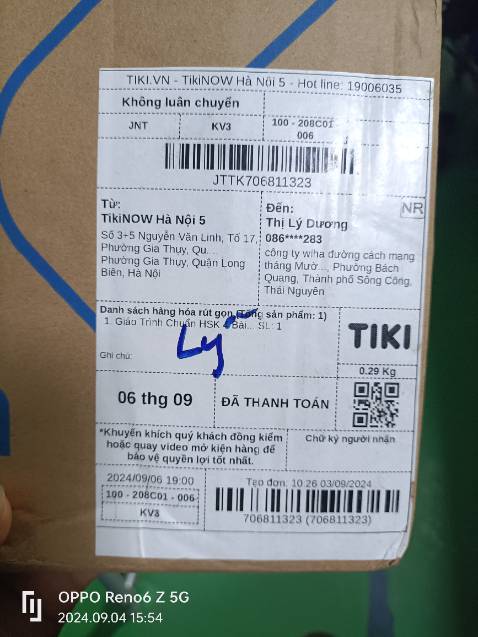 TIKI.VN - TikiNOW Hà Nội 5 - Hot line: 19006035
Không luân chuyển
JNT KV3 100 - 208C01 -
006
JTTK706811323
Từ:
TikiNOW Hà Nội 5
Số 3+5 Nguyễn Văn Linh, Tổ 17,
Phường Gia Thụy, Qu...
Phường Gia Thụy, Quận Long
Biên, Hà Nội
Đến:
NR
Thị Lý Dương
086****283
công ty wiha đường cách mạng
tháng Mườ..., Phường Bách
Quang, Thành phố Sông Công,
Thái Nguyên
Danh sách hàng hóa rút gọn (Tổng sản phẩm: 1)
1. Giáo Trình Chuẩn HSK Bài... SL: 1
Lý
Ghi chú:
TIKI
0.29 Kg
06 thg 09
ĐÃ THANH TOÁN
*Khuyến khích quý khách đồng kiểm
hoặc quay video mở kiện hàng để
bảo vệ quyền lợi tốt nhất.
Chữ ký người nhận
2024/09/06 19:00
100 - 208C01 - 006
KV3
Tạo đơn: 10:26 03/09/2024
706811323 (706811323)
OPPO Reno6 Z 5G
2024.09.04 15:54